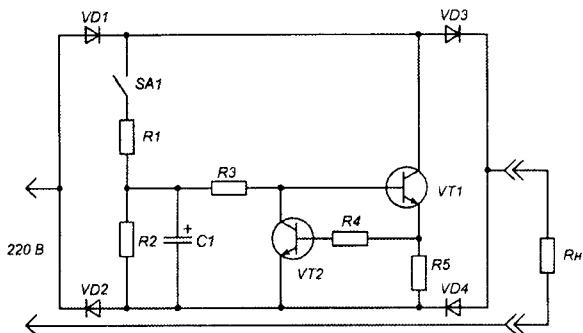 VD1
VD3
SA1
R1
R3
VT1
R2
C1
R4
+
220 В
VT2
R5
Rн
VD2
VD4